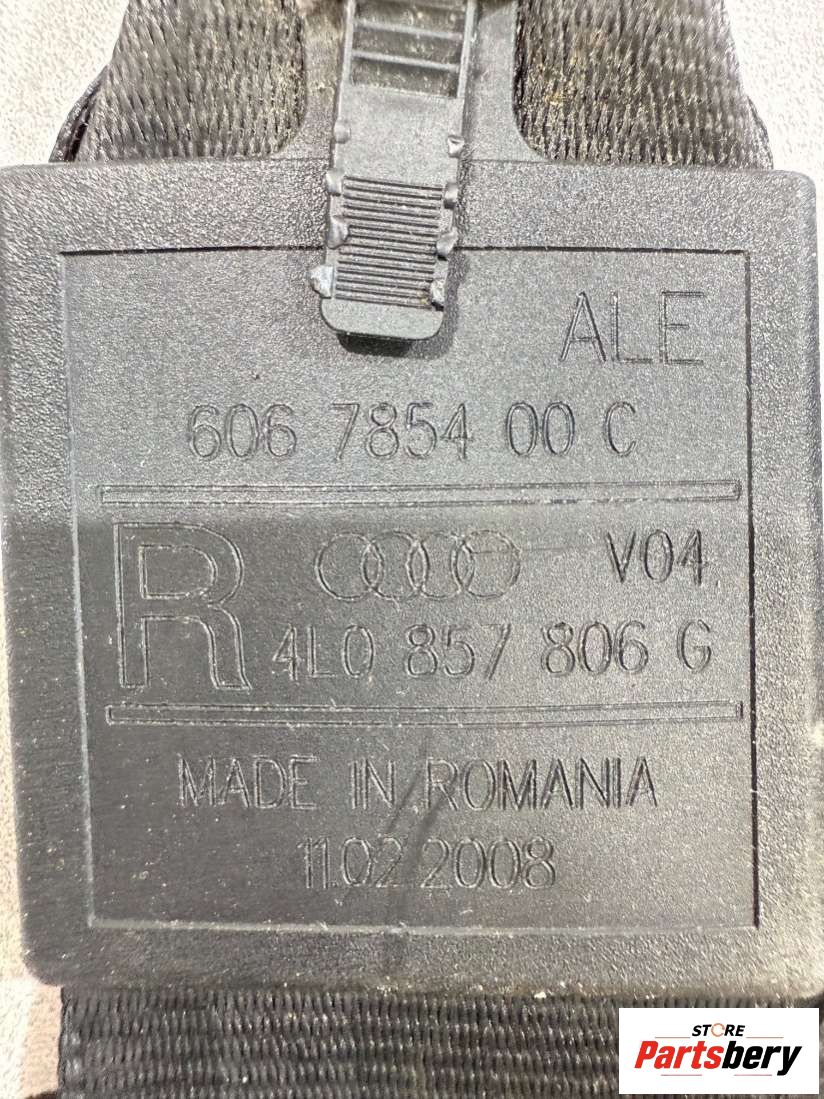 ALE
606 7854 00 C
R
V04
4L0 857 806 G
MADE IN ROMANIA
11.02.2008
STORE
Partsbery